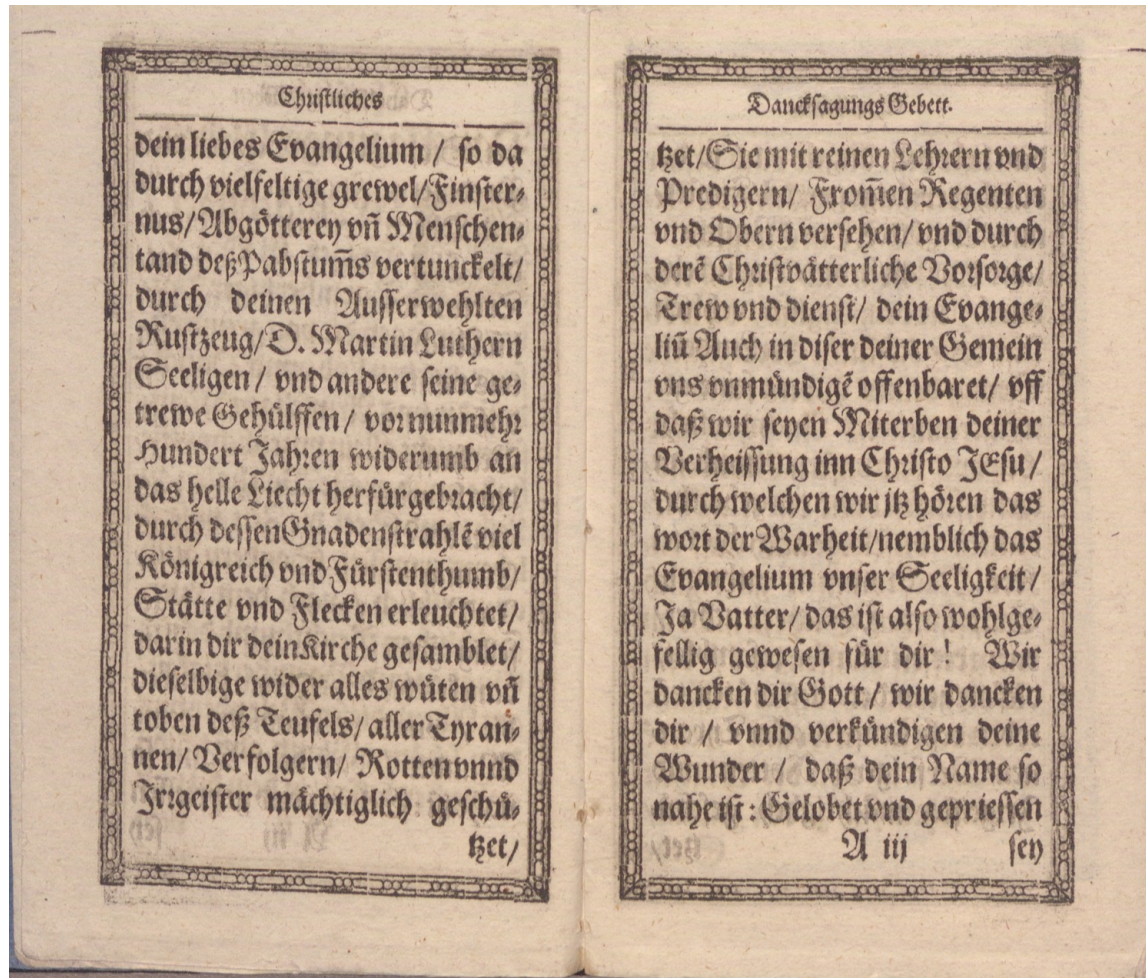 Christliches
dein liebes Evangelium / so da
durch vielfeltige grewel/Finster⸗
nus/Abgötterey vñ Menschen⸗
tand deß Pabstum̃s vertunckelt/
durch deinen Ausserwehlten
Rustzeug/D. Martin Luthern
Seeligen / vnd andere seine ge⸗
trewe Gehülffen / vor nunmehr
Hundert Jahren widerumb an
das helle Liecht herfürgebracht/
durch dessen Gnadenstrahlẽ viel
Königreich vnd Fürstenthumb/
Stätte vnd Flecken erleuchtet/
darin dir dein Kirche gesamblet/
dieselbige wider alles wüten vñ
toben deß Teufels/ aller Tyran⸗
nen/ Verfolgern/ Rotten vnnd
Irrgeister mächtiglich geschü⸗
tzet/
Dancksagungs Gebett.
tzet/Sie mit reinen Lehrern vnd
Predigern/ From̃en Regenten
vnd Obern versehen/ vnd durch
derẽ Christvätterliche Vorsorge/
Trew vnd dienst/ dein Evange⸗
liũ Auch in diser deiner Gemein
vns vnmündigẽ offenbaret/ vff
daß wir seyen Miterben deiner
Verheissung inn Christo JEsu /
durch welchen wir jtz hören das
wort der Warheit/nemblich das
Evangelium vnser Seeligkeit /
Ja Vatter/ das ist also wohlge⸗
fellig gewesen für dir ! Wir
dancken dir Gott / wir dancken
dir / vnnd verkündigen deine
Wunder / daß dein Name so
nahe ist : Gelobet vnd gepriessen
A iij sey